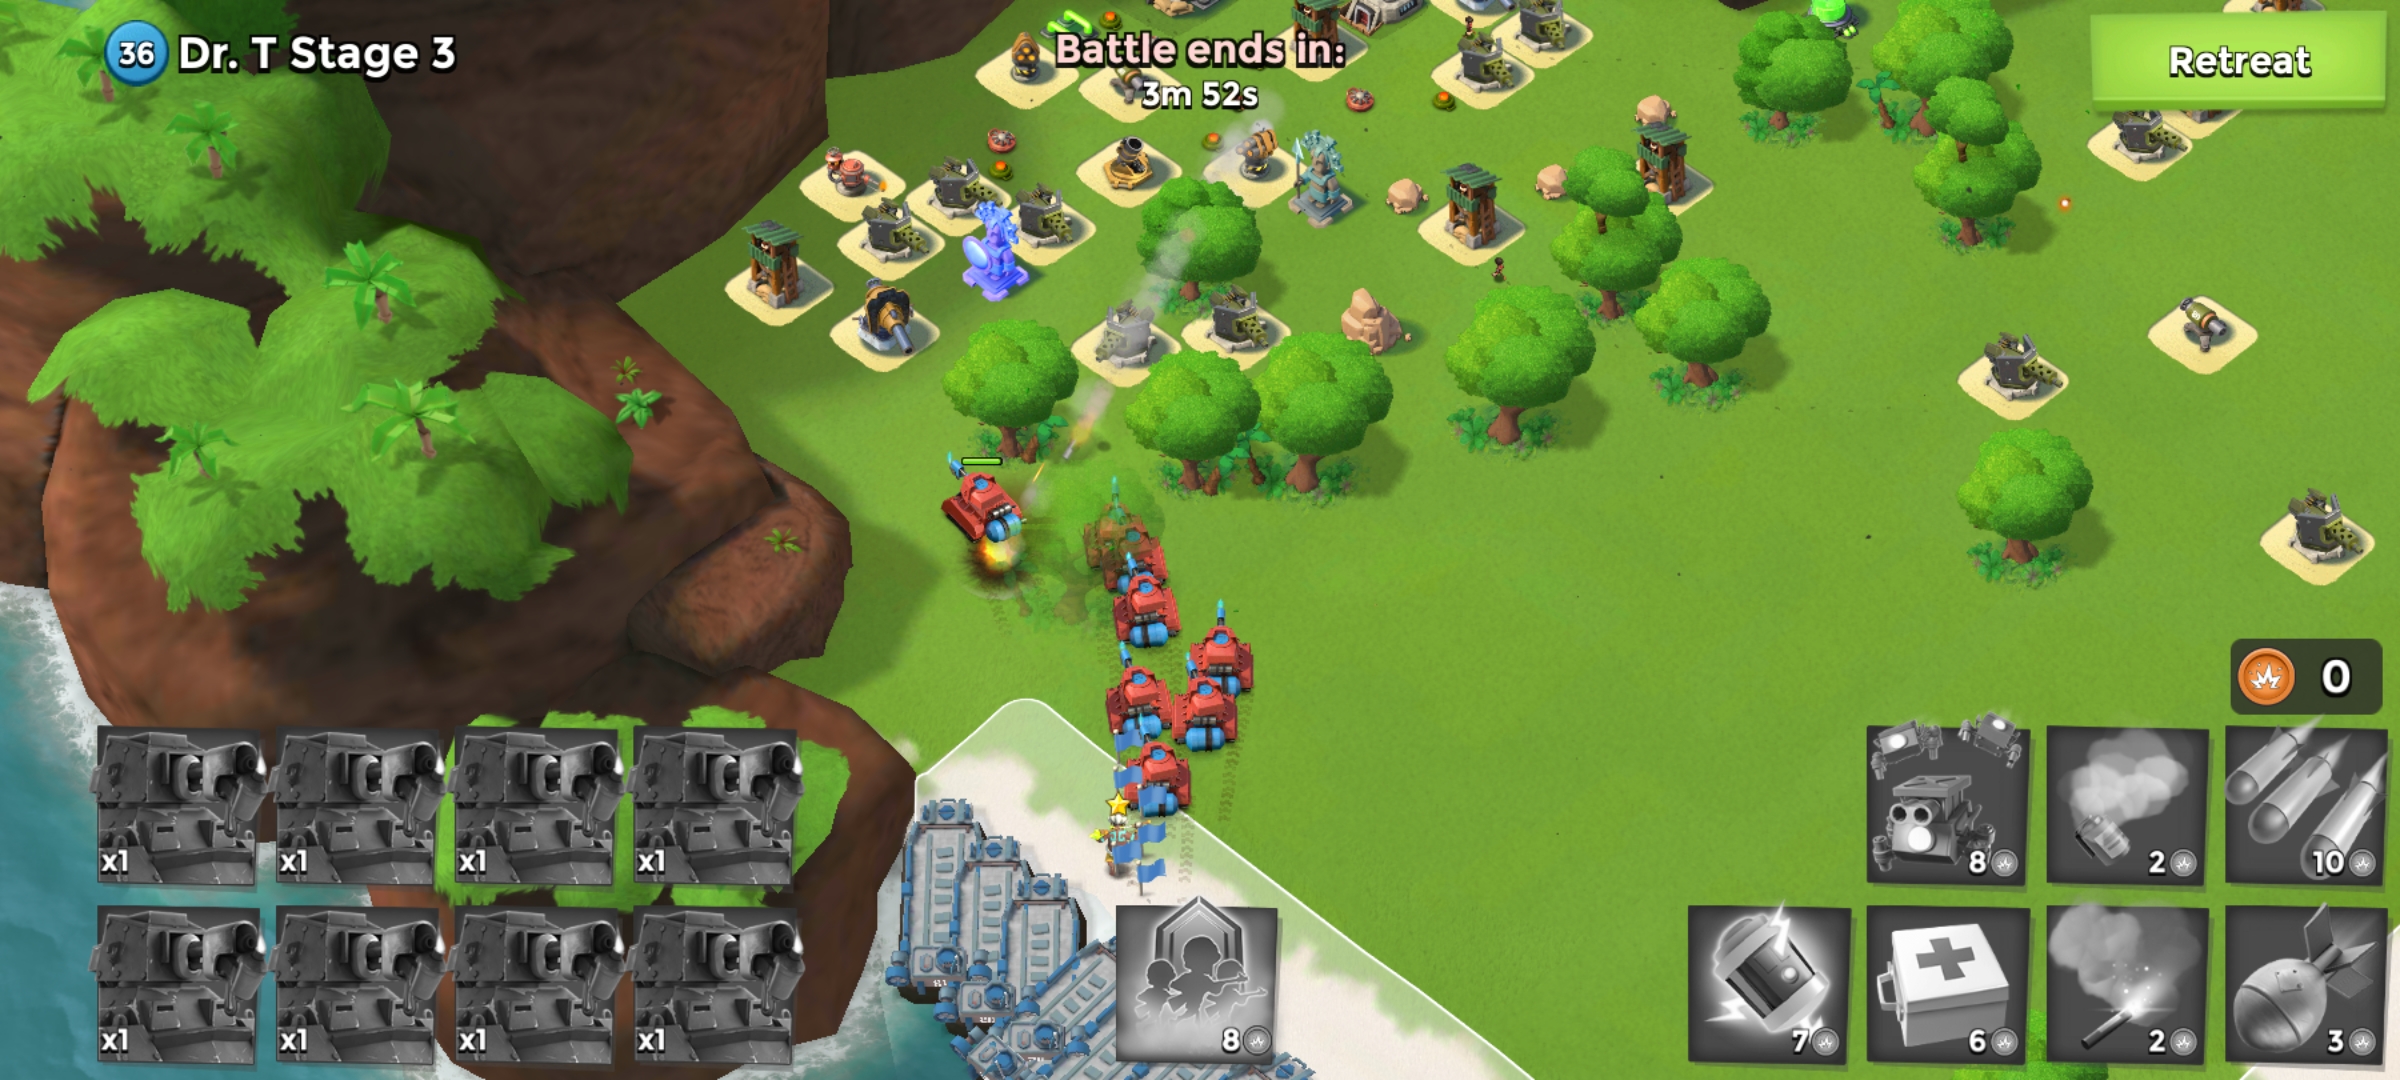 36 Dr. T Stage 3
Battle ends in:
3m 52s
Retreat
0
x1 x1 x1 x1
8 2 10
x1 x1 x1 x1
8
7 6 2 3